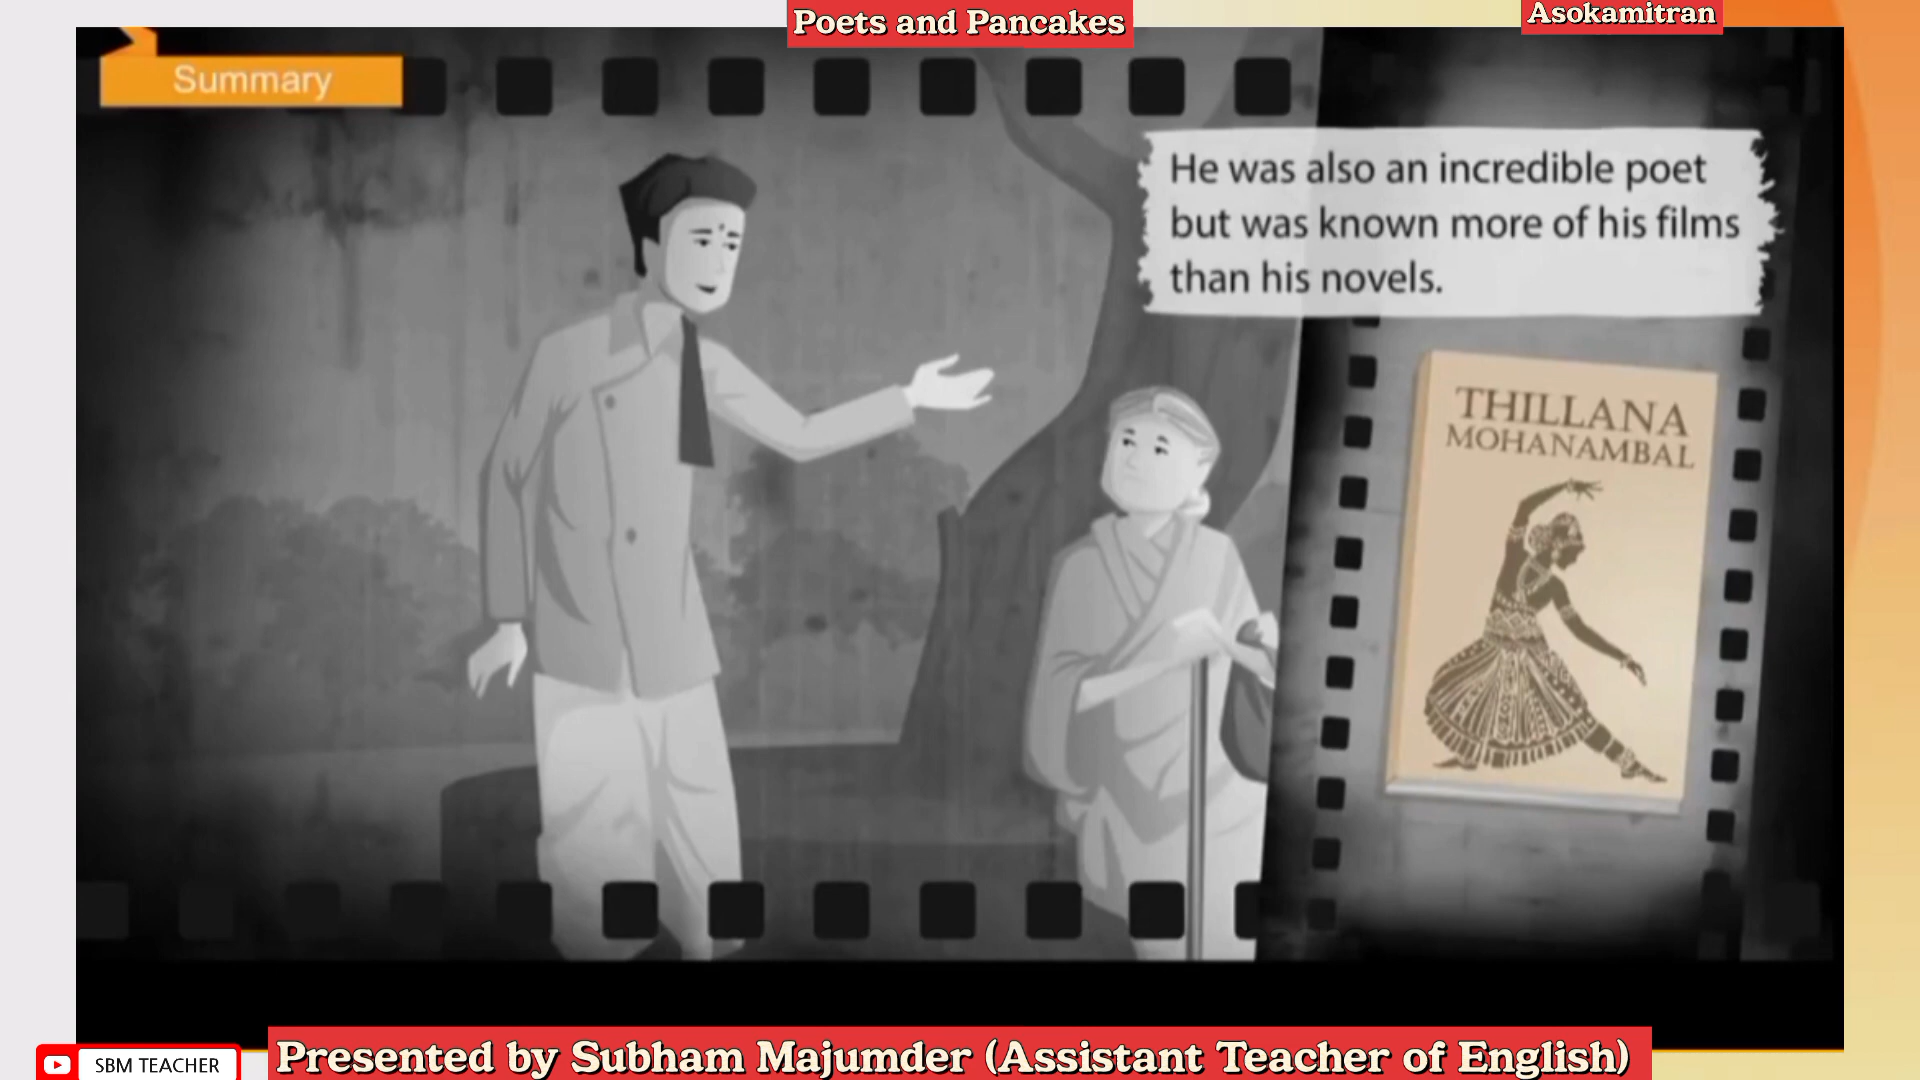 Poets and Pancakes
Asokamitran
Summary
He was also an incredible poet
but was known more of his films
than his novels.
THILLANA
MOHANAMBAL
SBM TEACHER
Presented by Subham Majumder (Assistant Teacher of English)